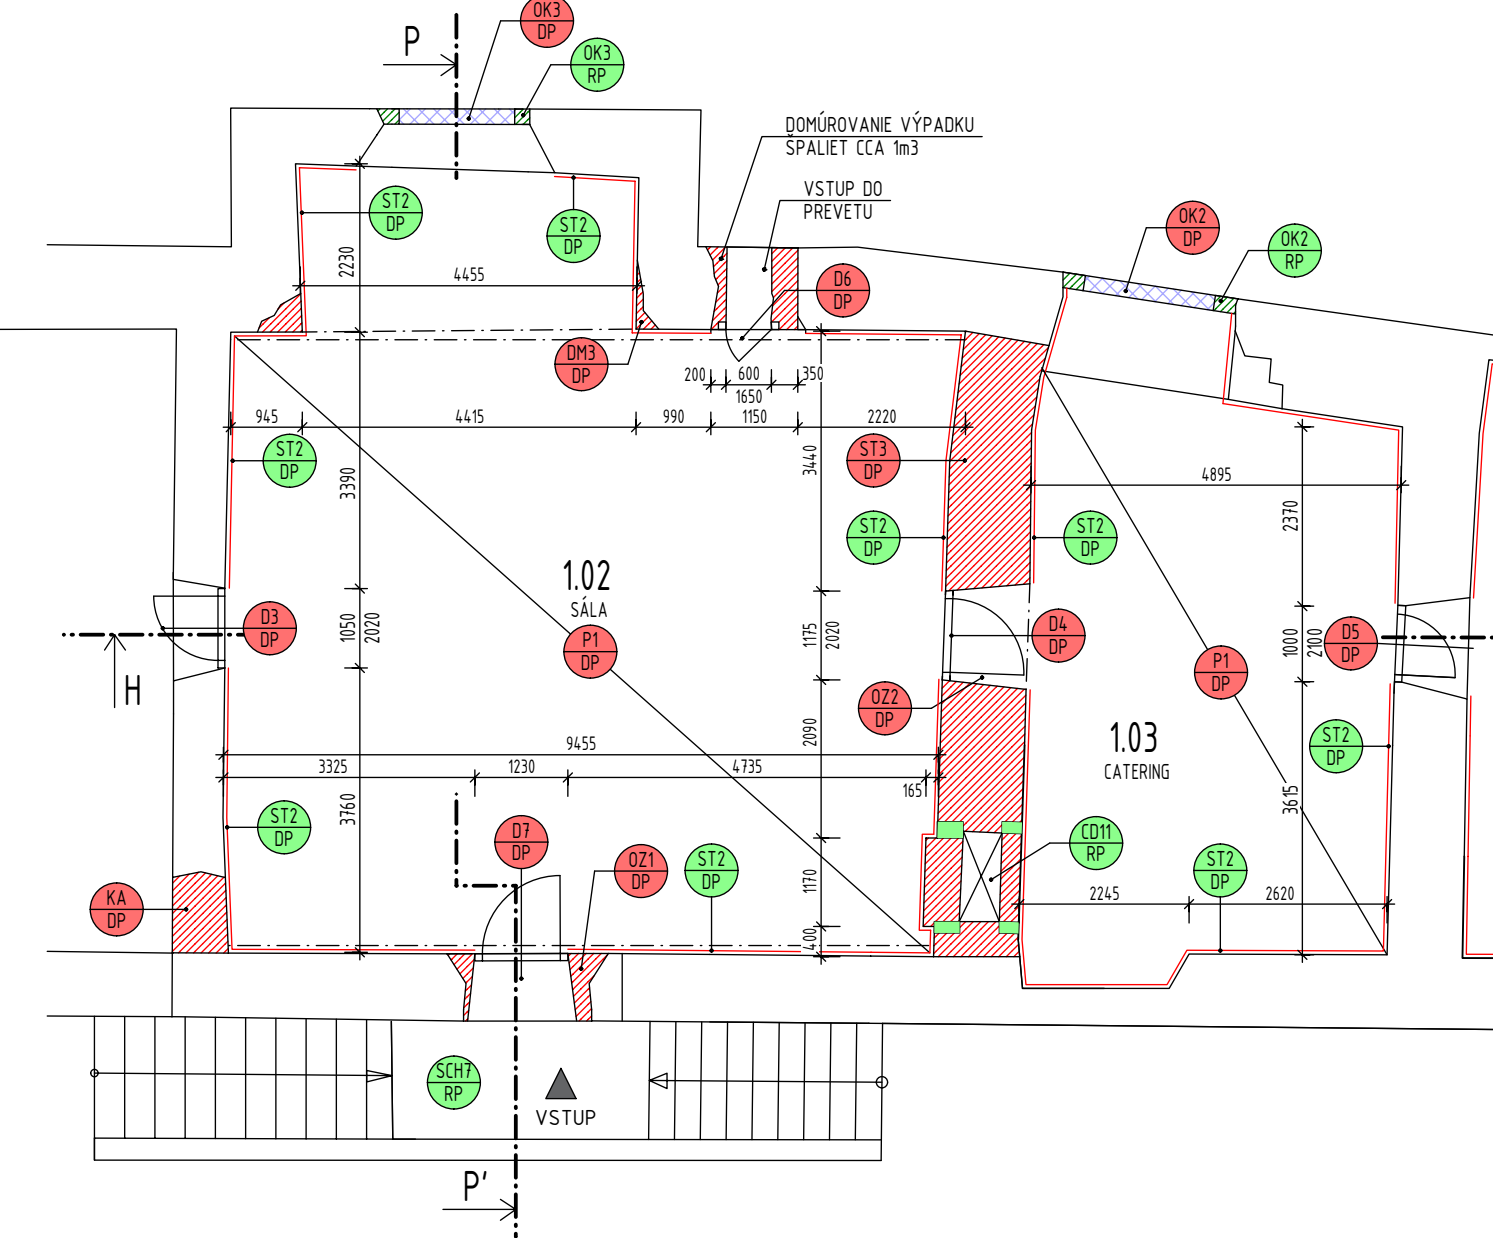 OK3
DP
P
OK3
RP
DOMÚROVANIE VÝPADKU
ŠPALIET CCA 1m3
VSTUP DO
PREVETU
ST2
DP
ST2
DP
OK2
DP
OK2
RP
2230
4455
D6
DP
DM3
DP
200
600
350
1650
945
4415
990
1150
2220
ST2
DP
3390
3440
ST3
DP
4895
2370
ST2
DP
ST2
DP
1.02
SÁLA
P1
DP
D3
DP
1050
2020
1175
2020
D4
DP
1000
2100
D5
DP
P1
DP
H
OZ2
DP
1.03
CATERING
ST2
DP
9455
2090
3325
1230
4735
165
3760
3615
ST2
DP
D7
DP
OZ1
DP
ST2
DP
CD11
RP
ST2
DP
1170
KA
DP
2245
2620
400
SCH7
RP
VSTUP
P'